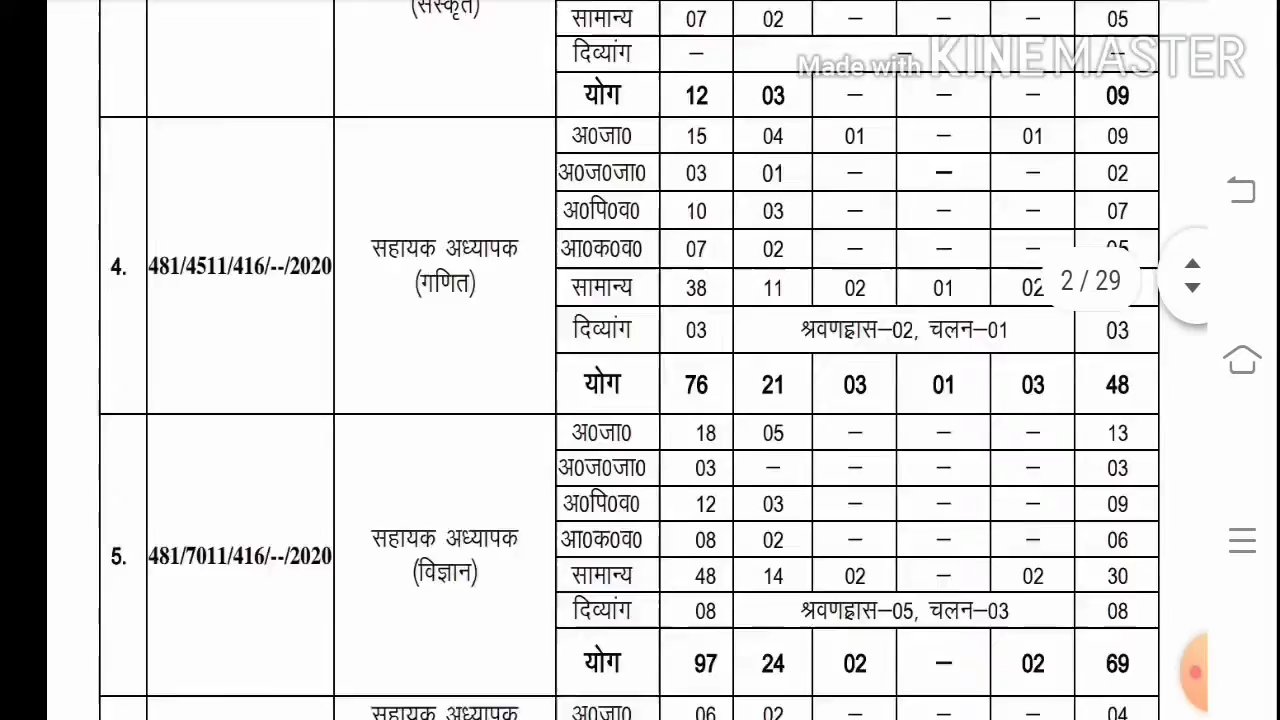 (संस्कृत)
सामान्य 07 02 – – – 05
दिव्यांग – – –
Made with KINEMASTER
योग 12 03 – – – 09
अ0जा0 15 04 01 – 01 09
अ0ज0जा0 03 01 – – – 02
अ0पि0व0 10 03 – – – 07
4. 481/4511/416/--/2020 सहायक अध्यापक (गणित)
आ0क0व0 07 02 – – – 05
सामान्य 38 11 02 01 02
2 / 29
दिव्यांग 03 श्रवणह्रास–02, चलन–01 03
योग 76 21 03 01 03 48
अ0जा0 18 05 – – – 13
अ0ज0जा0 03 – – – – 03
अ0पि0व0 12 03 – – – 09
5. 481/7011/416/--/2020 सहायक अध्यापक (विज्ञान)
आ0क0व0 08 02 – – – 06
सामान्य 48 14 02 – 02 30
दिव्यांग 08 श्रवणह्रास–05, चलन–03 08
योग 97 24 02 – 02 69
सहायक अध्यापक अ0जा0 06 02 – – – 04